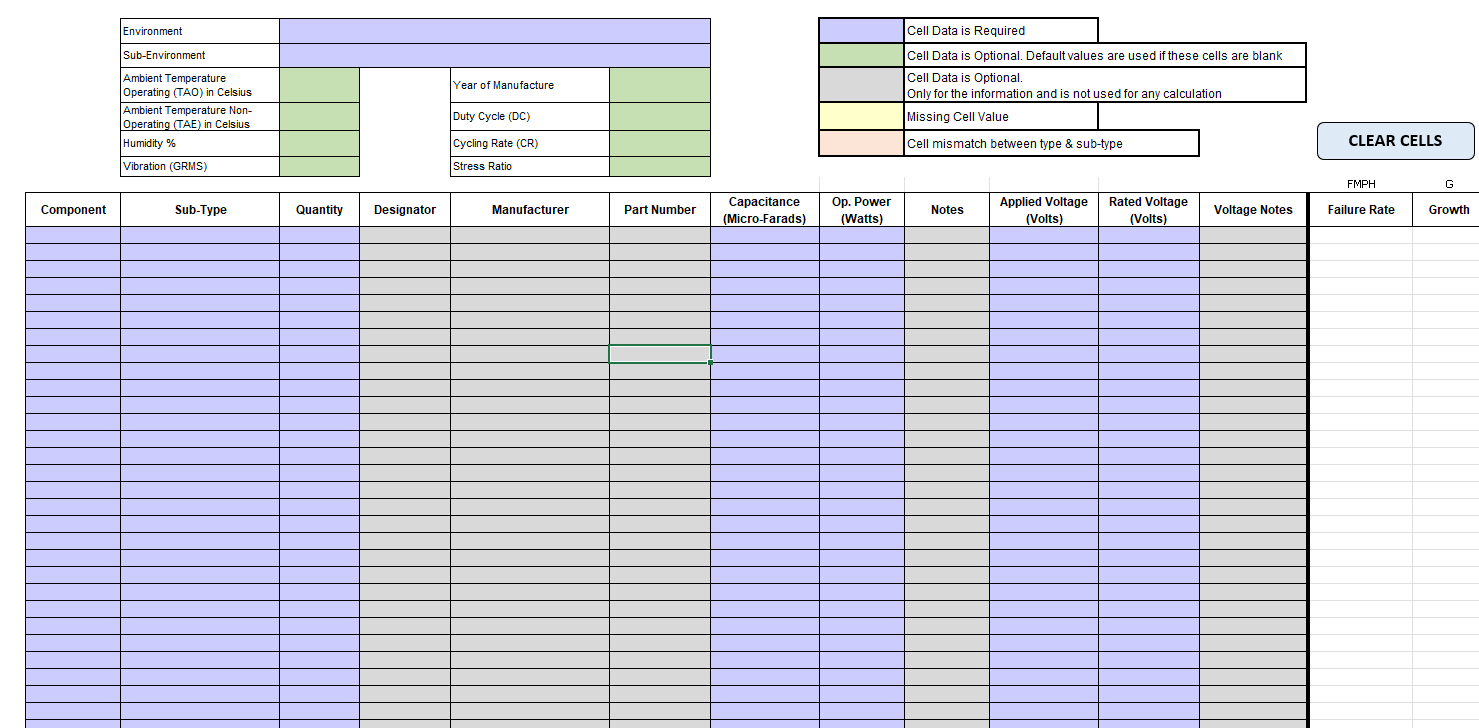 Environment
Sub-Environment
Ambient Temperature
Operating (TAO) in Celsius
Ambient Temperature Non-
Operating (TAE) in Celsius
Humidity %
Vibration (GRMS)
Year of Manufacture
Duty Cycle (DC)
Cycling Rate (CR)
Stress Ratio
Cell Data is Required
Cell Data is Optional. Default values are used if these cells are blank
Cell Data is Optional.
Only for the information and is not used for any calculation
Missing Cell Value
Cell mismatch between type & sub-type
CLEAR CELLS
FMPH
G
Component
Sub-Type
Quantity
Designator
Manufacturer
Part Number
Capacitance
(Micro-Farads)
Op. Power
(Watts)
Notes
Applied Voltage
(Volts)
Rated Voltage
(Volts)
Voltage Notes
Failure Rate
Growth